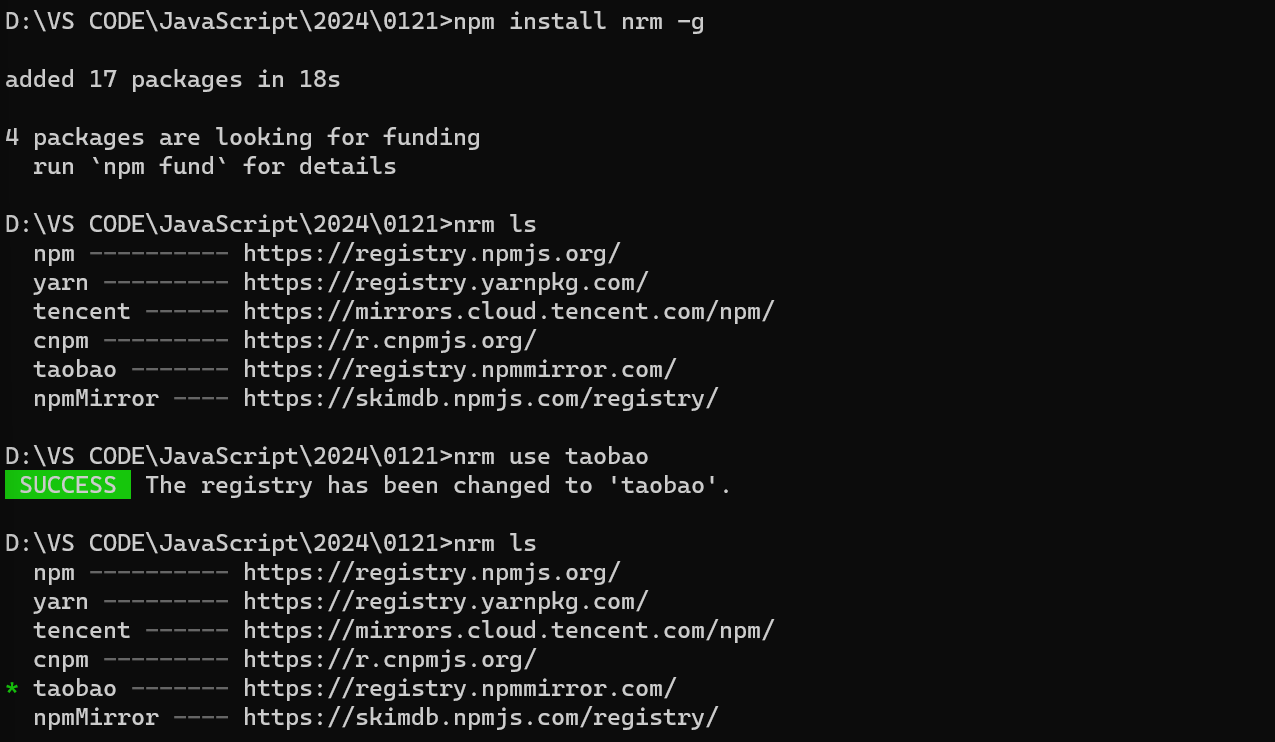 D:\VS CODE\JavaScript\2024\0121>npm install nrm -g
added 17 packages in 18s
4 packages are looking for funding
  run `npm fund` for details
D:\VS CODE\JavaScript\2024\0121>nrm ls
  npm ---------- https://registry.npmjs.org/
  yarn --------- https://registry.yarnpkg.com/
  tencent ------ https://mirrors.cloud.tencent.com/npm/
  cnpm --------- https://r.cnpmjs.org/
  taobao ------- https://registry.npmmirror.com/
  npmMirror ---- https://skimdb.npmjs.com/registry/
D:\VS CODE\JavaScript\2024\0121>nrm use taobao
 SUCCESS  The registry has been changed to 'taobao'.
D:\VS CODE\JavaScript\2024\0121>nrm ls
  npm ---------- https://registry.npmjs.org/
  yarn --------- https://registry.yarnpkg.com/
  tencent ------ https://mirrors.cloud.tencent.com/npm/
  cnpm --------- https://r.cnpmjs.org/
* taobao ------- https://registry.npmmirror.com/
  npmMirror ---- https://skimdb.npmjs.com/registry/